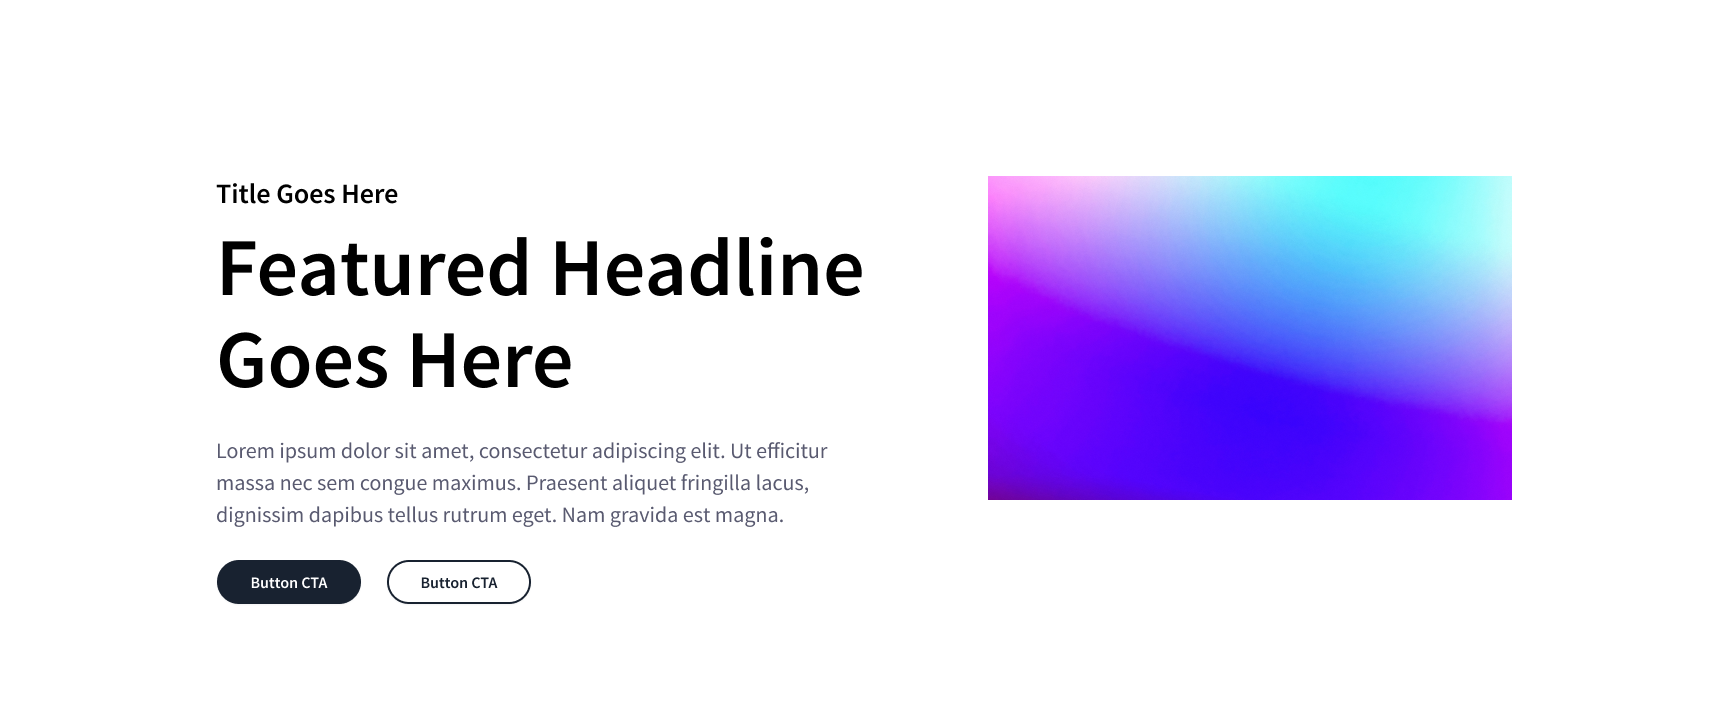 Title Goes Here
Featured Headline
Goes Here
Lorem ipsum dolor sit amet, consectetur adipiscing elit. Ut efficitur
massa nec sem congue maximus. Praesent aliquet fringilla lacus,
dignissim dapibus tellus rutrum eget. Nam gravida est magna.
Button CTA
Button CTA